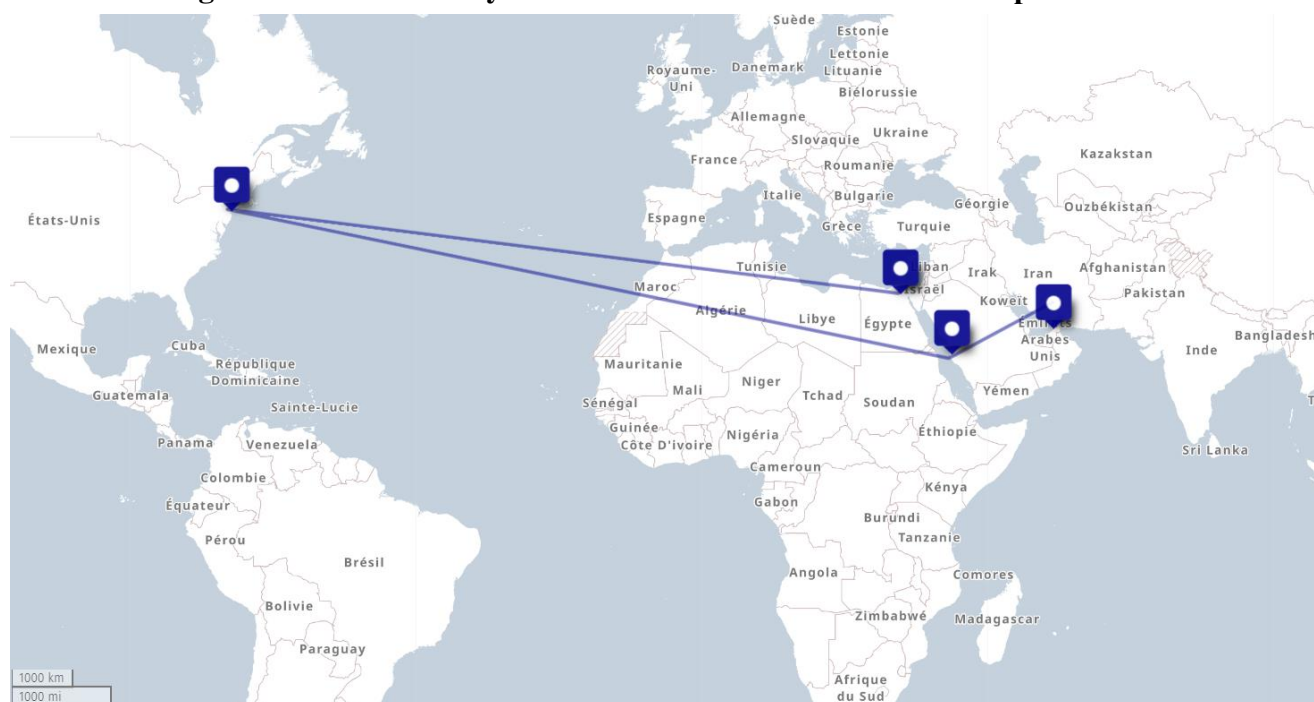 Suède
Estonie
Lettonie
Royaume-
Uni
Danemark
Lituanie
Biélorussie
Allemagne
Slovaquie
Ukraine
France
Roumanie
Kazakstan
Italie
Bulgarie
Géorgie
Ouzbékistan
États-Unis
Espagne
Grèce
Turquie
Tunisie
Liban
Irak
Iran
Afghanistan
Maroc
Israël
Koweït
Pakistan
Algérie
Libye
Égypte
Émirats
Arabes
Unis
Inde
Bangladesh
Mexique
Cuba
République
Dominicaine
Mauritanie
Mali
Niger
Tchad
Soudan
Yémen
Guatemala
Sainte-Lucie
Sénégal
Guinée
Côte D'ivoire
Nigéria
Éthiopie
Panama
Venezuela
Sri Lanka
Colombie
Cameroun
Kénya
Équateur
Gabon
Burundi
Pérou
Tanzanie
Brésil
Angola
Comores
Bolivie
Zimbabwé
Madagascar
Paraguay
Afrique
du Sud
1000 km
1000 mi